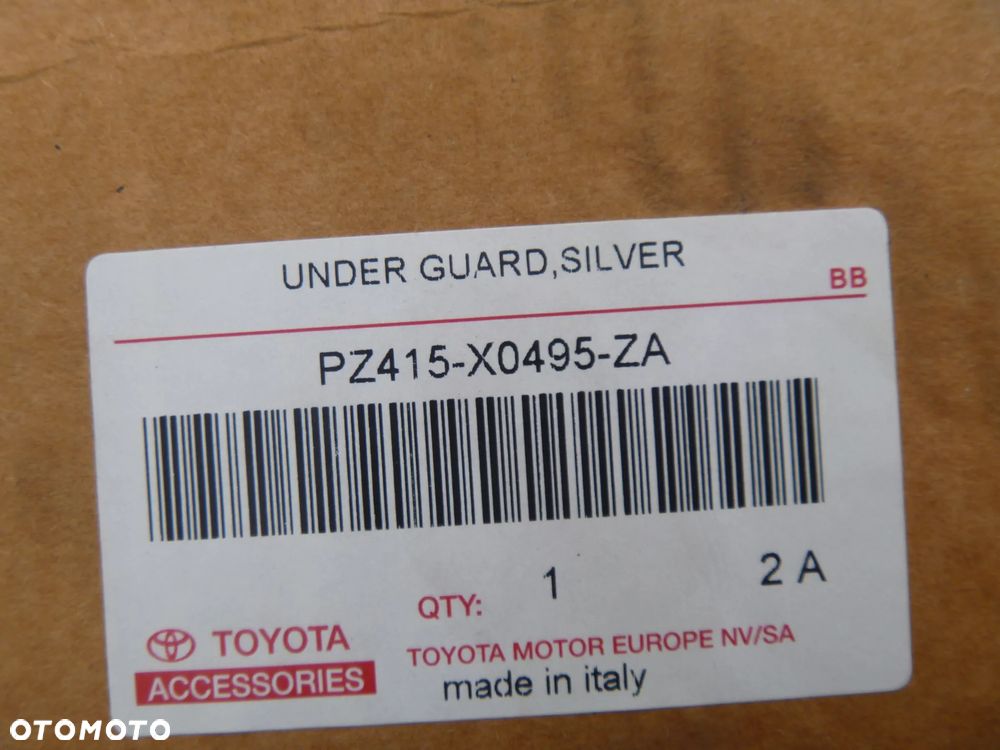 UNDER GUARD,SILVER
BB
PZ415-X0495-ZA
QTY: 1 2 A
TOYOTA
ACCESSORIES
TOYOTA MOTOR EUROPE NV/SA
made in italy
OTOMOTO